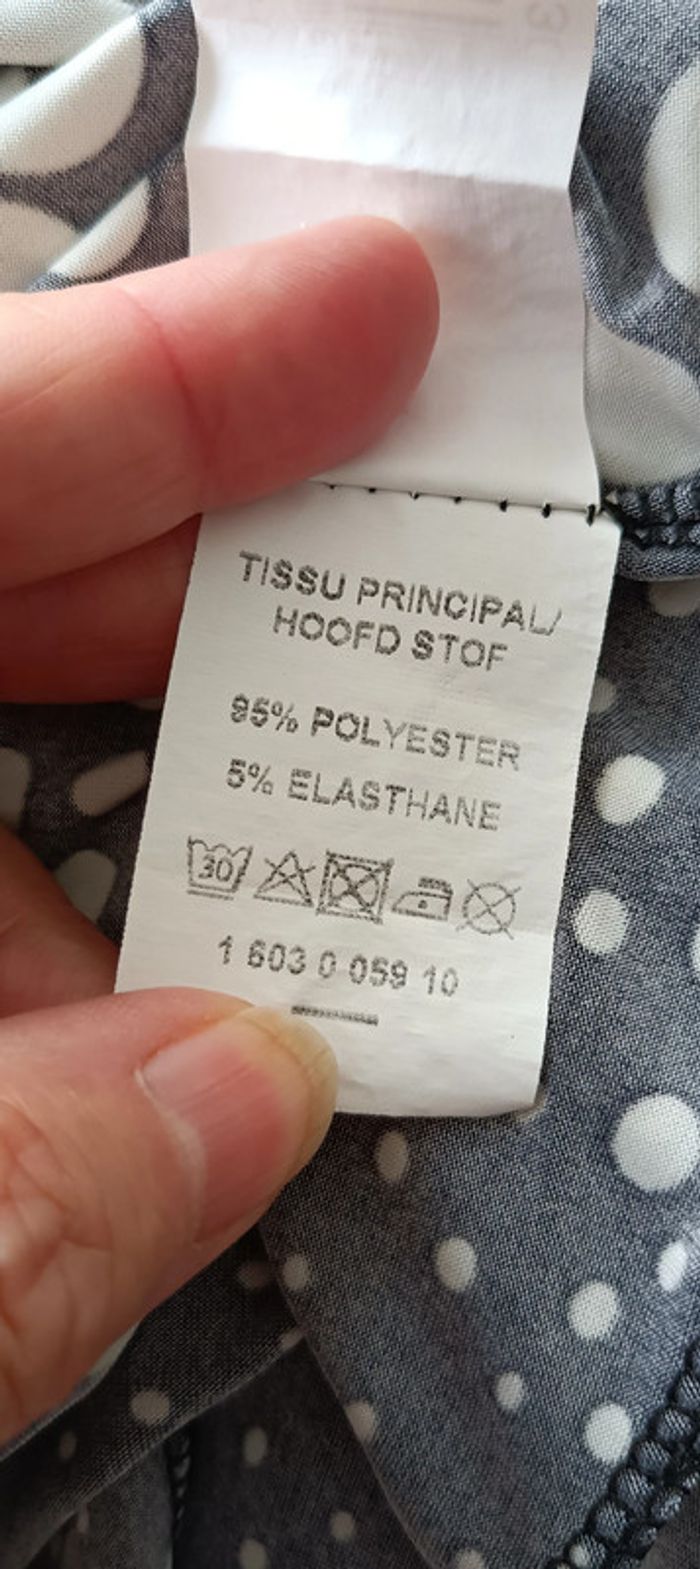 TISSU PRINCIPAL/
HOOFD STOF
95% POLYESTER
5% ELASTHANE
30
1 603 0 059 10